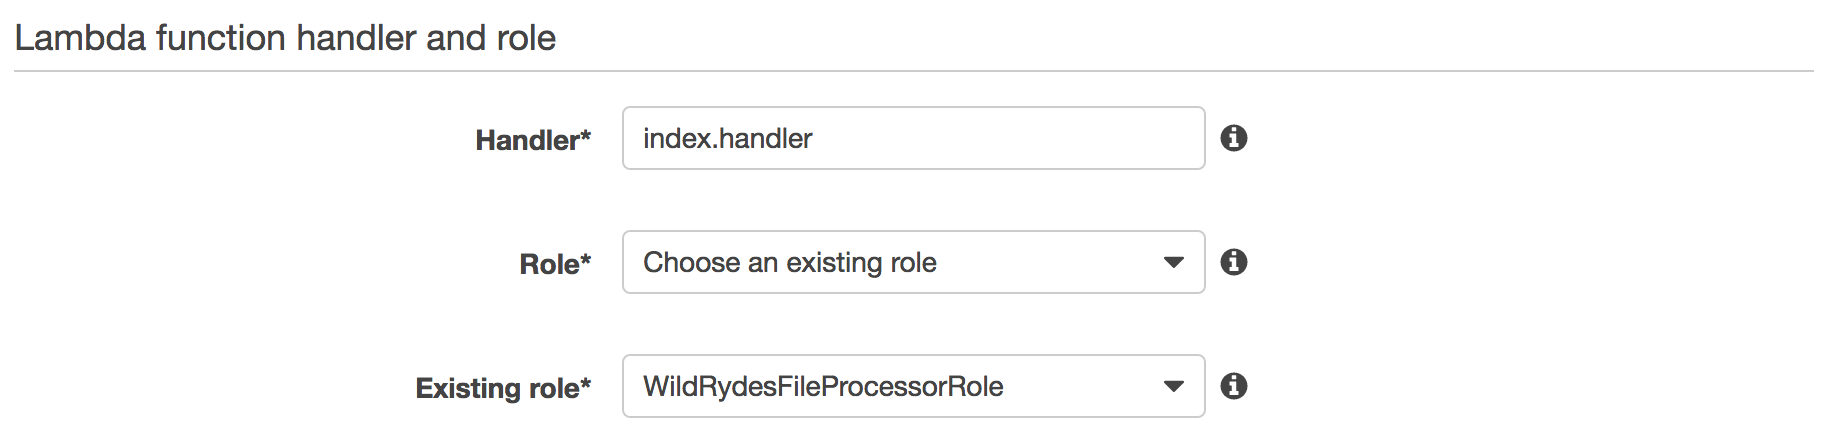 Lambda function handler and role
Handler* index.handler
Role* Choose an existing role
Existing role* WildRydesFileProcessorRole